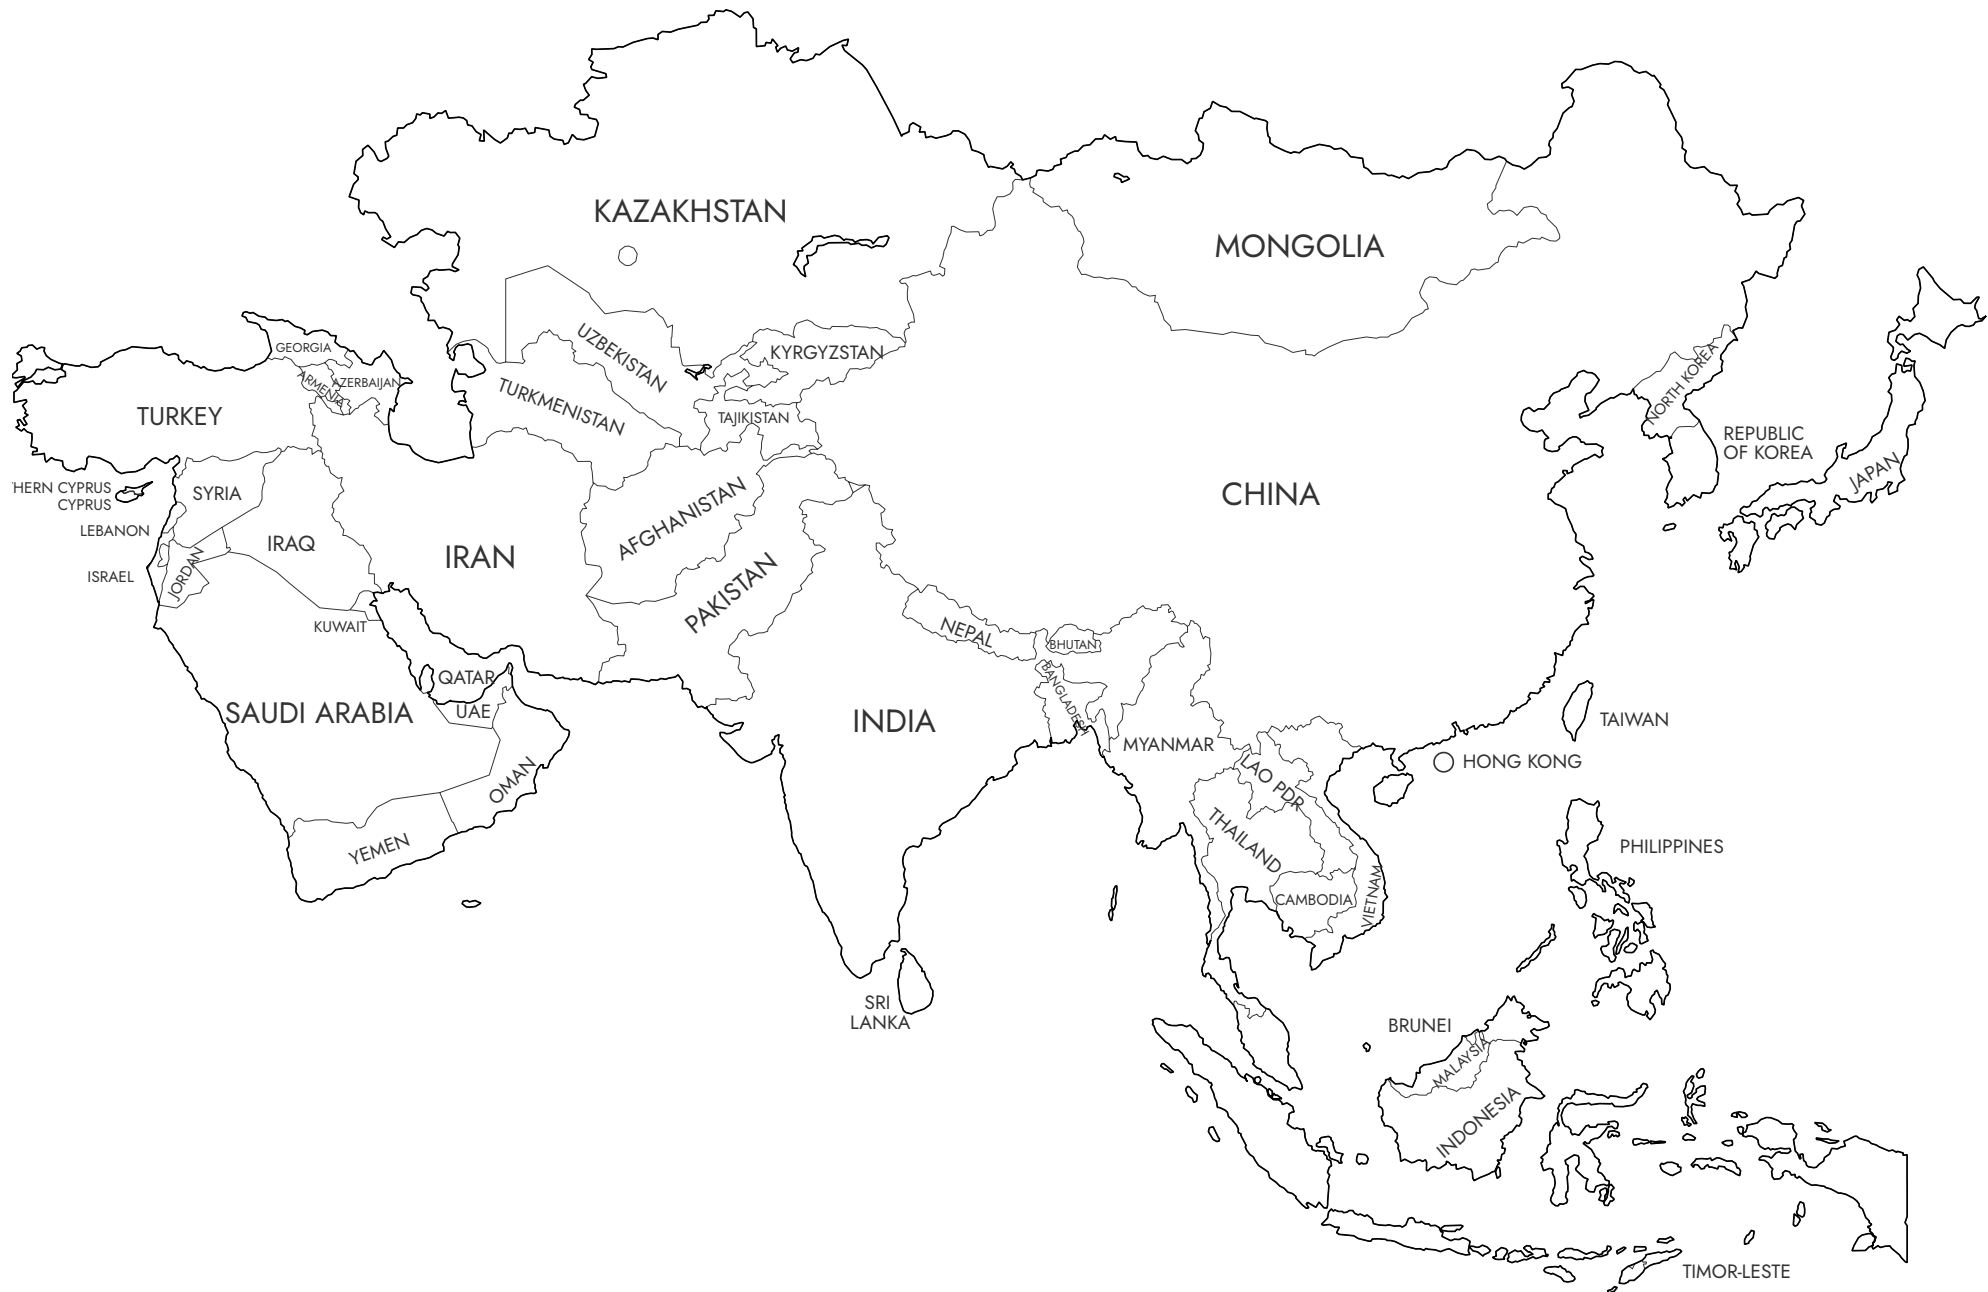 KAZAKHSTAN
MONGOLIA
UZBEKISTAN
GEORGIA
KYRGYZSTAN
ARMENIA
AZERBAIJAN
NORTH KOREA
TURKMENISTAN
TURKEY
TAJIKISTAN
REPUBLIC
OF KOREA
JAPAN
'HERN CYPRUS
CYPRUS
SYRIA
CHINA
AFGHANISTAN
LEBANON
IRAQ
IRAN
ISRAEL
JORDAN
PAKISTAN
KUWAIT
NEPAL
BHUTAN
QATAR
BANGLADESH
SAUDI ARABIA
UAE
INDIA
TAIWAN
MYANMAR
HONG KONG
LAO PDR
OMAN
THAILAND
YEMEN
PHILIPPINES
CAMBODIA
VIETNAM
SRI
LANKA
BRUNEI
MALAYSIA
INDONESIA
TIMOR-LESTE